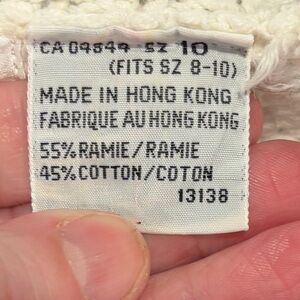 CA 04844 SZ 10
(FITS SZ 8-10)
MADE IN HONG KONG
FABRIQUE AU HONG KONG
55% RAMIE/RAMIE
45% COTTON/COTON
13138